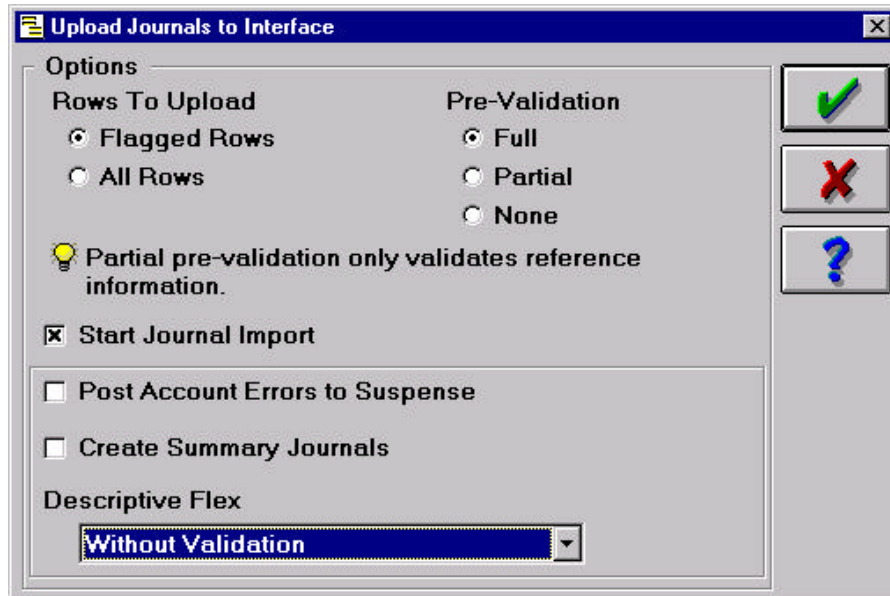 Upload Journals to Interface
Options
Rows To Upload
Flagged Rows
All Rows
Pre-Validation
Full
Partial
None
Partial pre-validation only validates reference
information.
Start Journal Import
Post Account Errors to Suspense
Create Summary Journals
Descriptive Flex
Without Validation